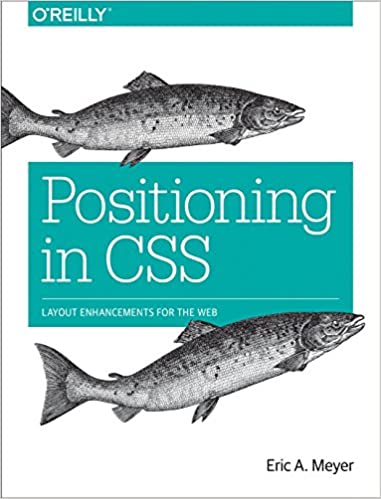 O'REILLY®
Positioning
in CSS
LAYOUT ENHANCEMENTS FOR THE WEB
Eric A. Meyer